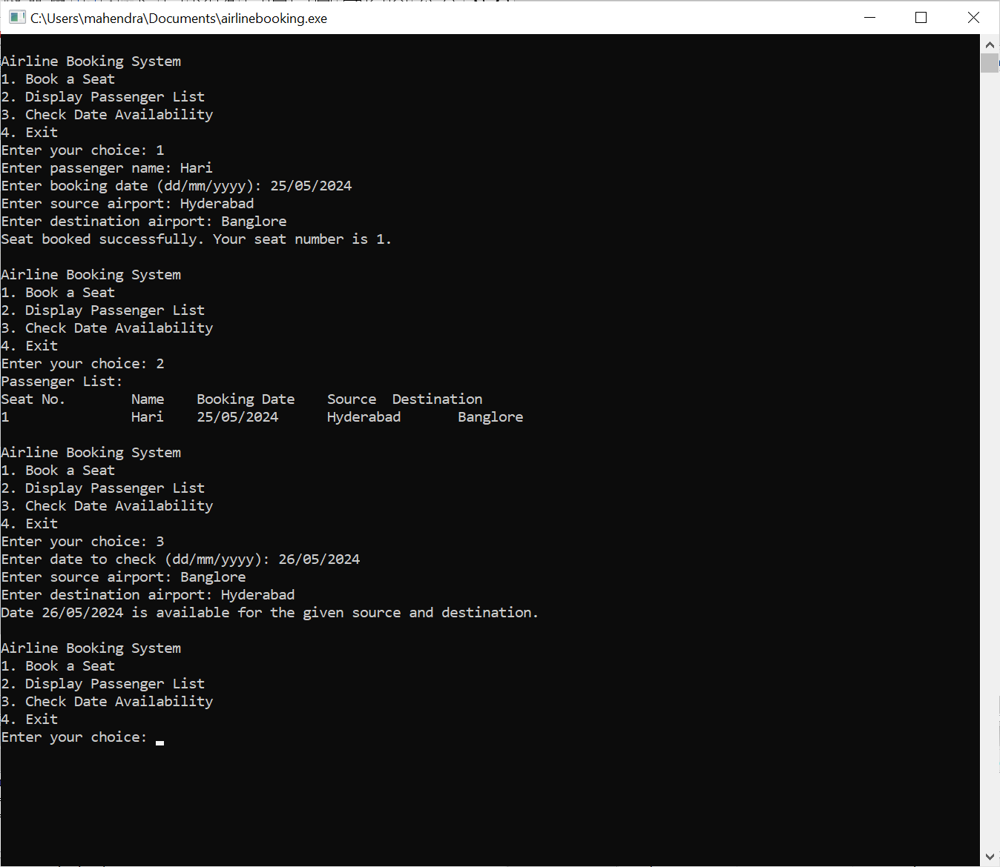 C:\Users\mahendra\Documents\airlinebooking.exe
Airline Booking System
1. Book a Seat
2. Display Passenger List
3. Check Date Availability
4. Exit
Enter your choice: 1
Enter passenger name: Hari
Enter booking date (dd/mm/yyyy): 25/05/2024
Enter source airport: Hyderabad
Enter destination airport: Banglore
Seat booked successfully. Your seat number is 1.
Airline Booking System
1. Book a Seat
2. Display Passenger List
3. Check Date Availability
4. Exit
Enter your choice: 2
Passenger List:
Seat No. Name Booking Date Source Destination
1 Hari 25/05/2024 Hyderabad Banglore
Airline Booking System
1. Book a Seat
2. Display Passenger List
3. Check Date Availability
4. Exit
Enter your choice: 3
Enter date to check (dd/mm/yyyy): 26/05/2024
Enter source airport: Banglore
Enter destination airport: Hyderabad
Date 26/05/2024 is available for the given source and destination.
Airline Booking System
1. Book a Seat
2. Display Passenger List
3. Check Date Availability
4. Exit
Enter your choice: